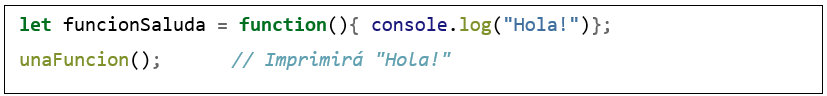 let funcionSaluda = function(){ console.log("Hola!")};
unaFuncion(); // Imprimirá "Hola!"